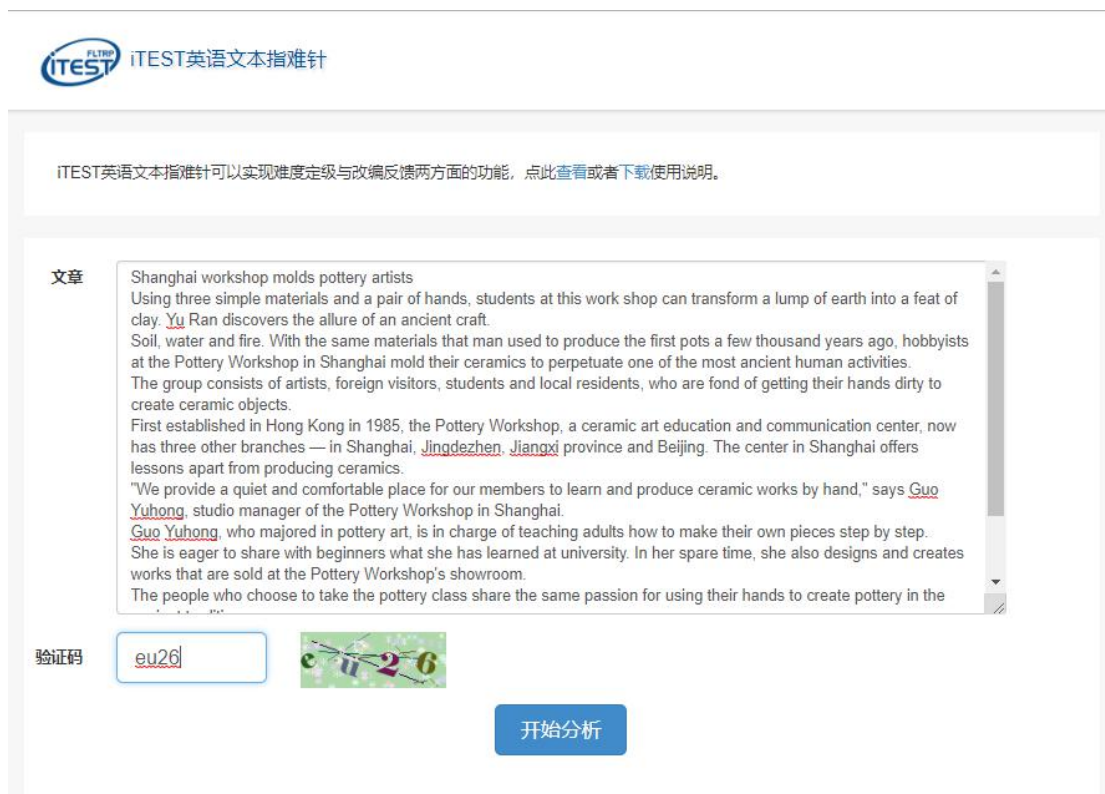 FLTRP
iTEST
iTEST英语文本指难针
iTEST英语文本指难针可以实现难度定级与改编反馈两方面的功能，点此查看或者下载使用说明。
文章
Shanghai workshop molds pottery artists
Using three simple materials and a pair of hands, students at this work shop can transform a lump of earth into a feat of
clay. Yu Ran discovers the allure of an ancient craft.
Soil, water and fire. With the same materials that man used to produce the first pots a few thousand years ago, hobbyists
at the Pottery Workshop in Shanghai mold their ceramics to perpetuate one of the most ancient human activities.
The group consists of artists, foreign visitors, students and local residents, who are fond of getting their hands dirty to
create ceramic objects.
First established in Hong Kong in 1985, the Pottery Workshop, a ceramic art education and communication center, now
has three other branches — in Shanghai, Jingdezhen, Jiangxi province and Beijing. The center in Shanghai offers
lessons apart from producing ceramics.
"We provide a quiet and comfortable place for our members to learn and produce ceramic works by hand," says Guo
Yuhong, studio manager of the Pottery Workshop in Shanghai.
Guo Yuhong, who majored in pottery art, is in charge of teaching adults how to make their own pieces step by step.
She is eager to share with beginners what she has learned at university. In her spare time, she also designs and creates
works that are sold at the Pottery Workshop's showroom.
The people who choose to take the pottery class share the same passion for using their hands to create pottery in the
验证码
eu26
eu26
开始分析